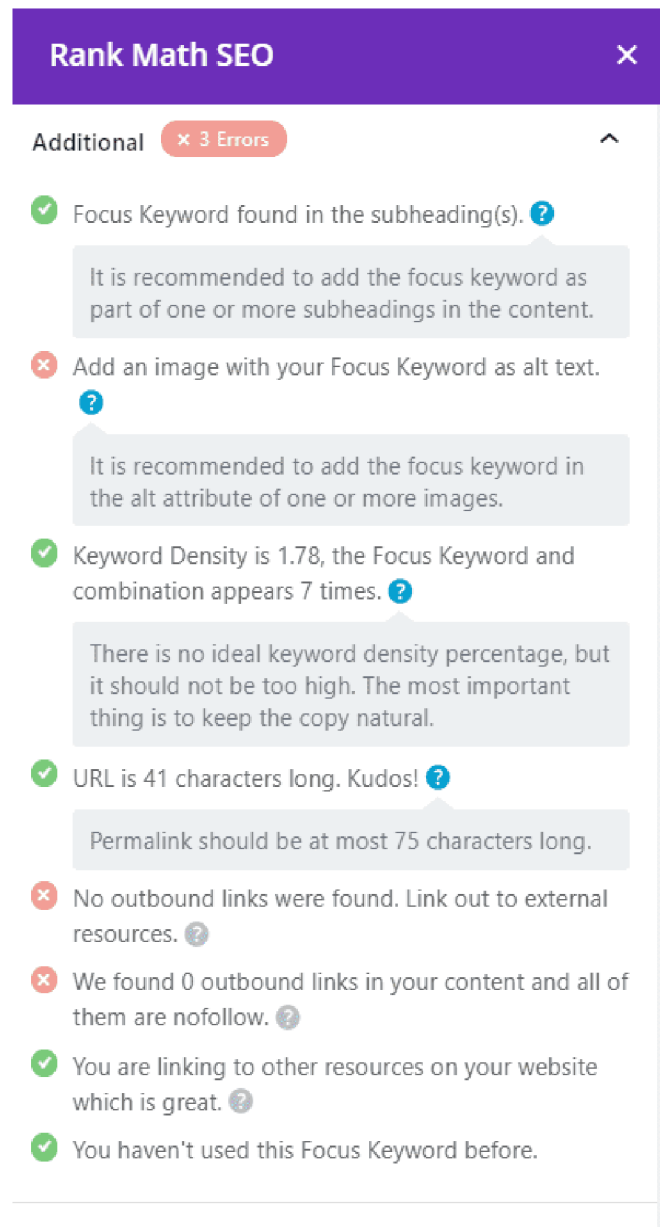 Rank Math SEO ×
Additional × 3 Errors
Focus Keyword found in the subheading(s). ?
It is recommended to add the focus keyword as
part of one or more subheadings in the content.
Add an image with your Focus Keyword as alt text.
?
It is recommended to add the focus keyword in
the alt attribute of one or more images.
Keyword Density is 1.78, the Focus Keyword and
combination appears 7 times. ?
There is no ideal keyword density percentage, but
it should not be too high. The most important
thing is to keep the copy natural.
URL is 41 characters long. Kudos! ?
Permalink should be at most 75 characters long.
No outbound links were found. Link out to external
resources. ?
We found 0 outbound links in your content and all of
them are nofollow. ?
You are linking to other resources on your website
which is great. ?
You haven't used this Focus Keyword before.